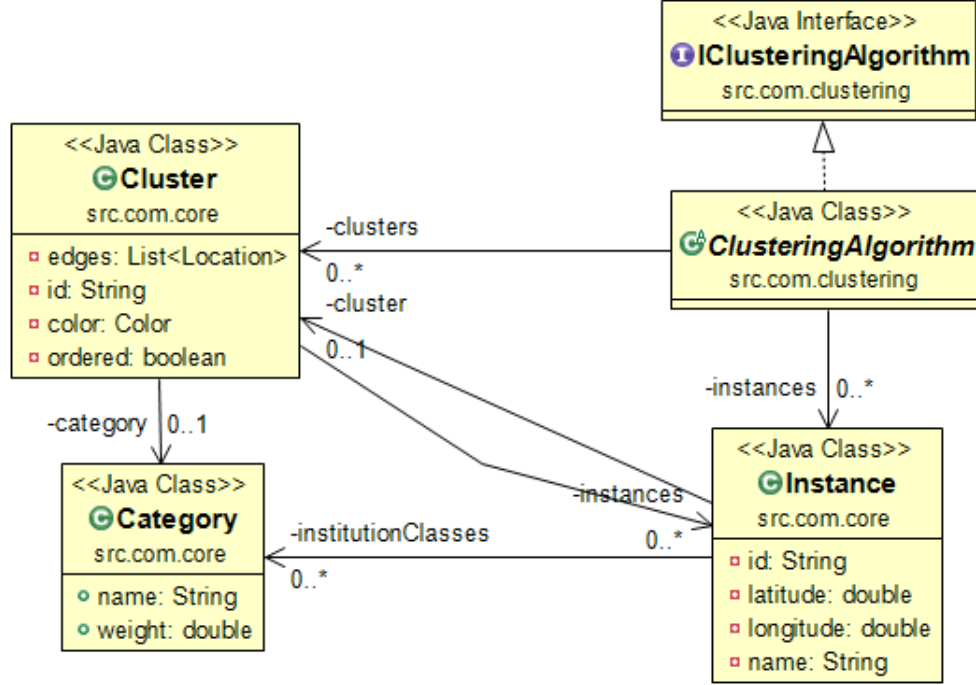 <<Java Interface>>
IClusteringAlgorithm
src.com.clustering
<<Java Class>>
Cluster
src.com.core
edges: List<Location>
id: String
color: Color
ordered: boolean
<<Java Class>>
ClusteringAlgorithm
src.com.clustering
-clusters
0..*
-cluster
0..1
-instances 0..*
-category 0..1
<<Java Class>>
Category
src.com.core
name: String
weight: double
-instances
0..*
-institutionClasses
0..*
<<Java Class>>
Instance
src.com.core
id: String
latitude: double
longitude: double
name: String